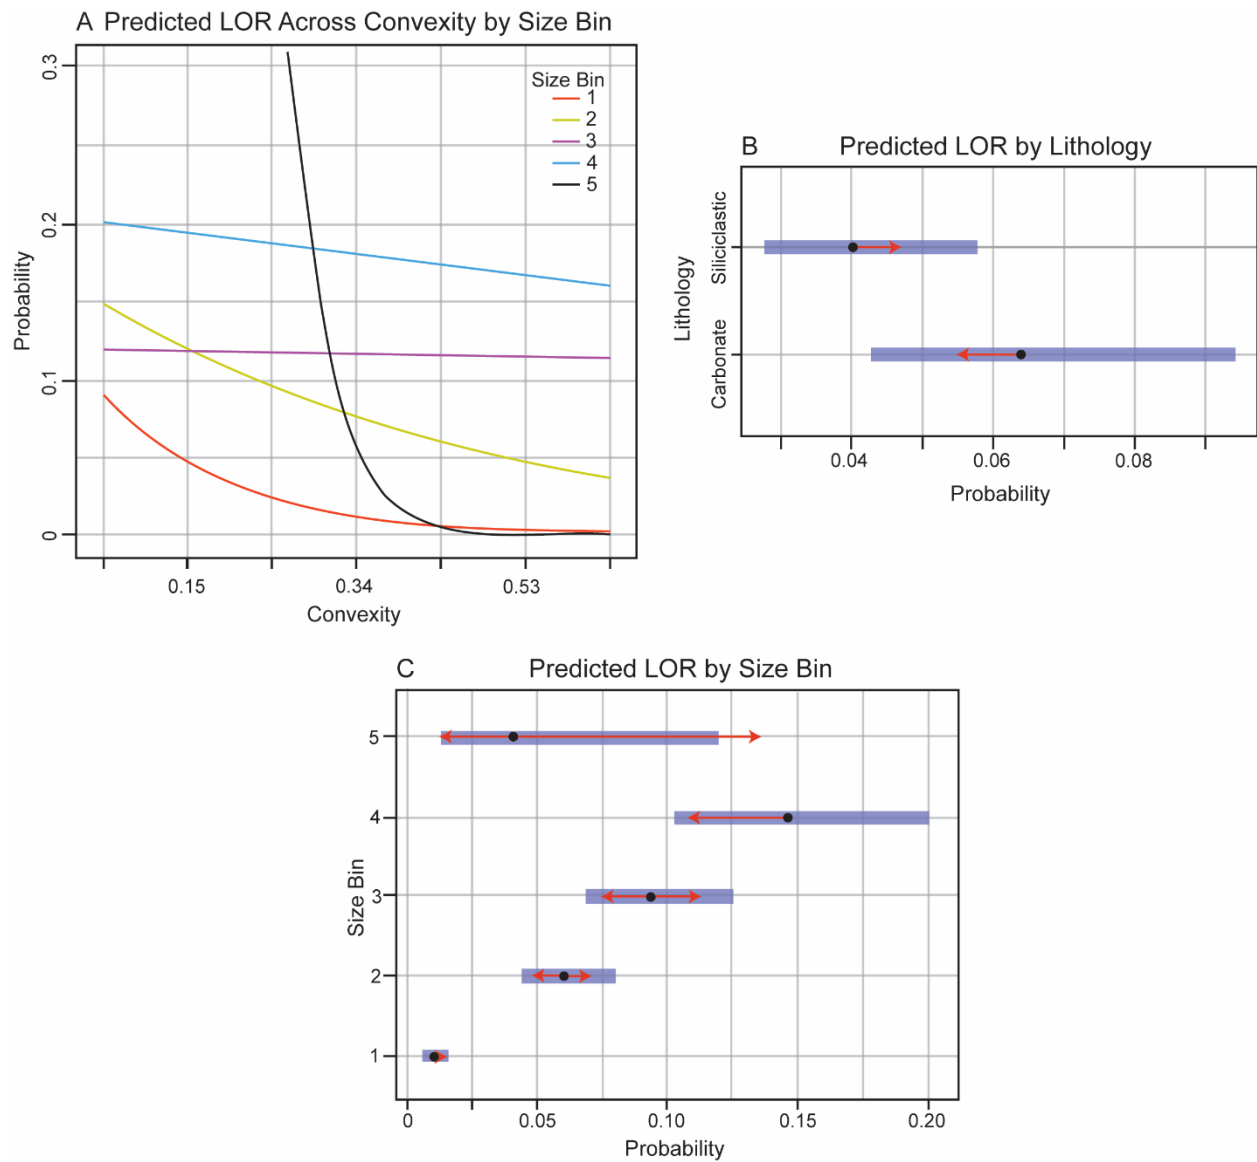 A Predicted LOR Across Convexity by Size Bin
0.3
0.2
0.1
0
Probability
Size Bin
1
2
3
4
5
0.15 0.34 0.53
Convexity
B Predicted LOR by Lithology
Siliciclastic
Carbonate
Lithology
0.04 0.06 0.08
Probability
C Predicted LOR by Size Bin
5
4
3
2
1
Size Bin
0 0.05 0.10 0.15 0.20
Probability